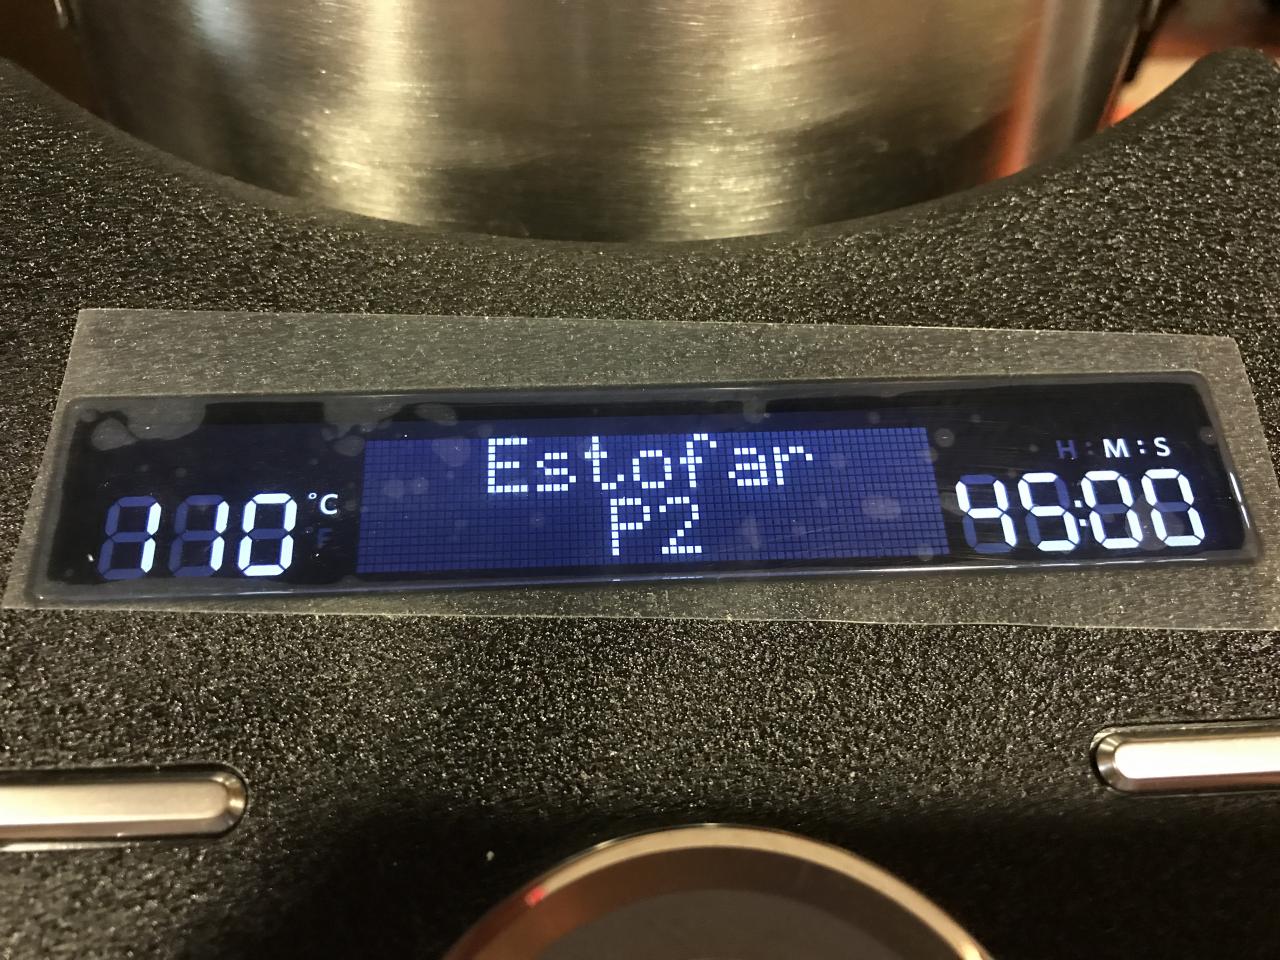 Estofar
P2
110 °C
F
H : M : S
45:00